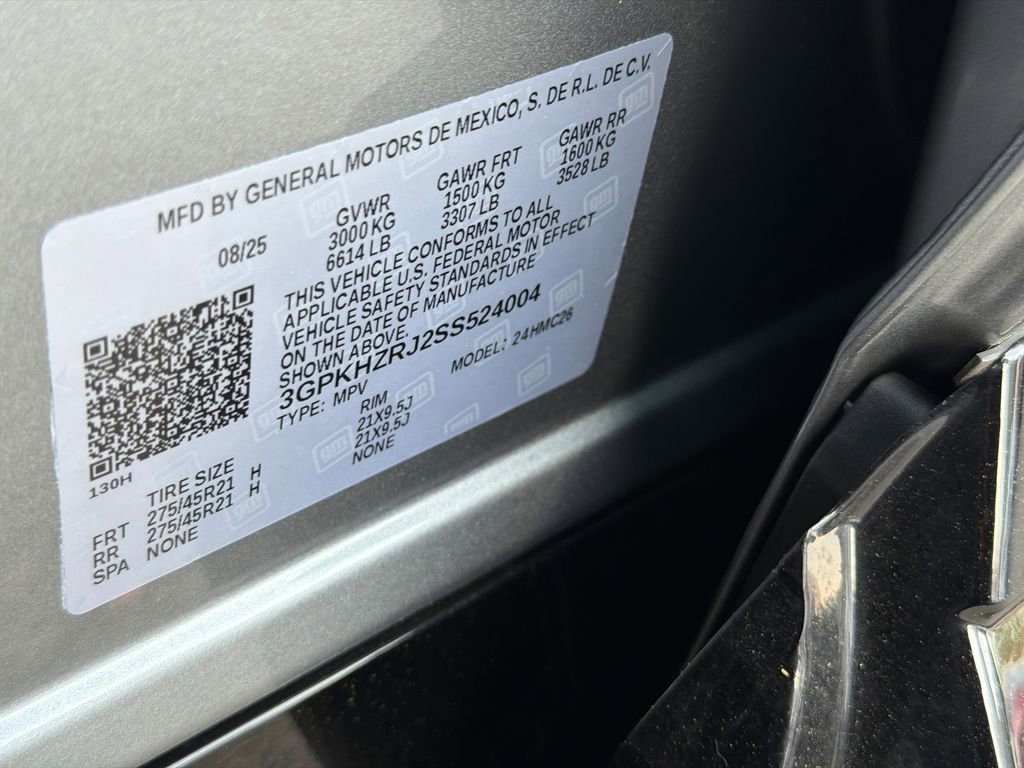 MFD BY GENERAL MOTORS DE MEXICO, S. DE R.L. DE C.V.
08/25 GVWR GAWR FRT GAWR RR
3000 KG 1500 KG 1600 KG
6614 LB 3307 LB 3528 LB
THIS VEHICLE CONFORMS TO ALL
APPLICABLE U.S. FEDERAL MOTOR
VEHICLE SAFETY STANDARDS IN EFFECT
ON THE DATE OF MANUFACTURE
SHOWN ABOVE.
3GPKHZRJ2SS524004
TYPE: MPV MODEL: 24HMC26
130H
TIRE SIZE RIM
FRT 275/45R21 H 21X9.5J
RR 275/45R21 H 21X9.5J
SPA NONE NONE